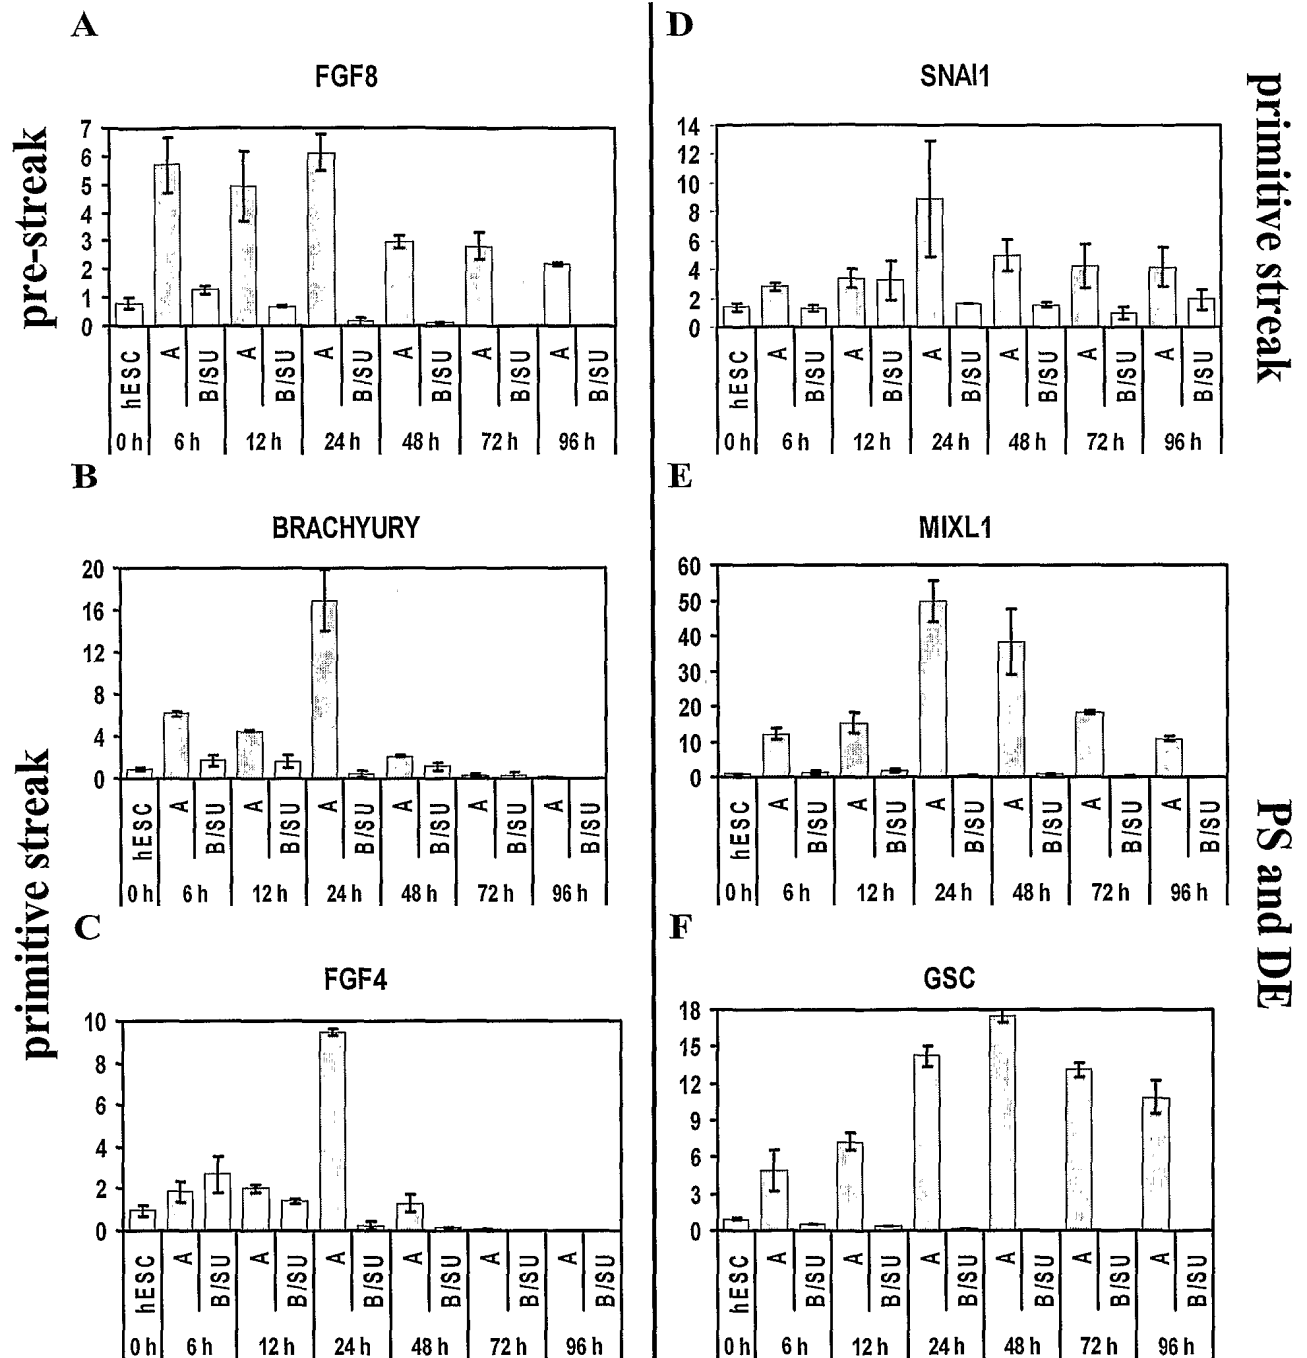 A
FGF8
pre-streak
7
6
5
4
3
2
1
0
hESC
A
B/SU
A
B/SU
A
B/SU
A
B/SU
A
B/SU
A
B/SU
0 h
6 h
12 h
24 h
48 h
72 h
96 h
B
BRACHYURY
primitive streak
20
16
12
8
4
0
hESC
A
B/SU
A
B/SU
A
B/SU
A
B/SU
A
B/SU
A
B/SU
0 h
6 h
12 h
24 h
48 h
72 h
96 h
C
FGF4
10
8
6
4
2
0
hESC
A
B/SU
A
B/SU
A
B/SU
A
B/SU
A
B/SU
A
B/SU
0 h
6 h
12 h
24 h
48 h
72 h
96 h
D
SNAI1
primitive streak
14
12
10
8
6
4
2
0
hESC
A
B/SU
A
B/SU
A
B/SU
A
B/SU
A
B/SU
A
B/SU
0 h
6 h
12 h
24 h
48 h
72 h
96 h
E
MIXL1
PS and DE
60
50
40
30
20
10
0
hESC
A
B/SU
A
B/SU
A
B/SU
A
B/SU
A
B/SU
A
B/SU
0 h
6 h
12 h
24 h
48 h
72 h
96 h
F
GSC
18
15
12
9
6
3
0
hESC
A
B/SU
A
B/SU
A
B/SU
A
B/SU
A
B/SU
A
B/SU
0 h
6 h
12 h
24 h
48 h
72 h
96 h